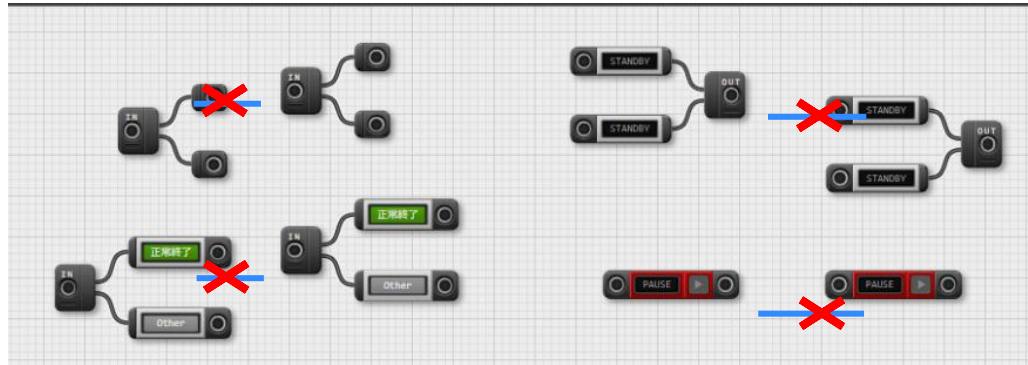 IN
IN
STANDBY
OUT
STANDBY
STANDBY
OUT
STANDBY
正常終了
IN
Other
正常終了
IN
Other
PAUSE
PAUSE